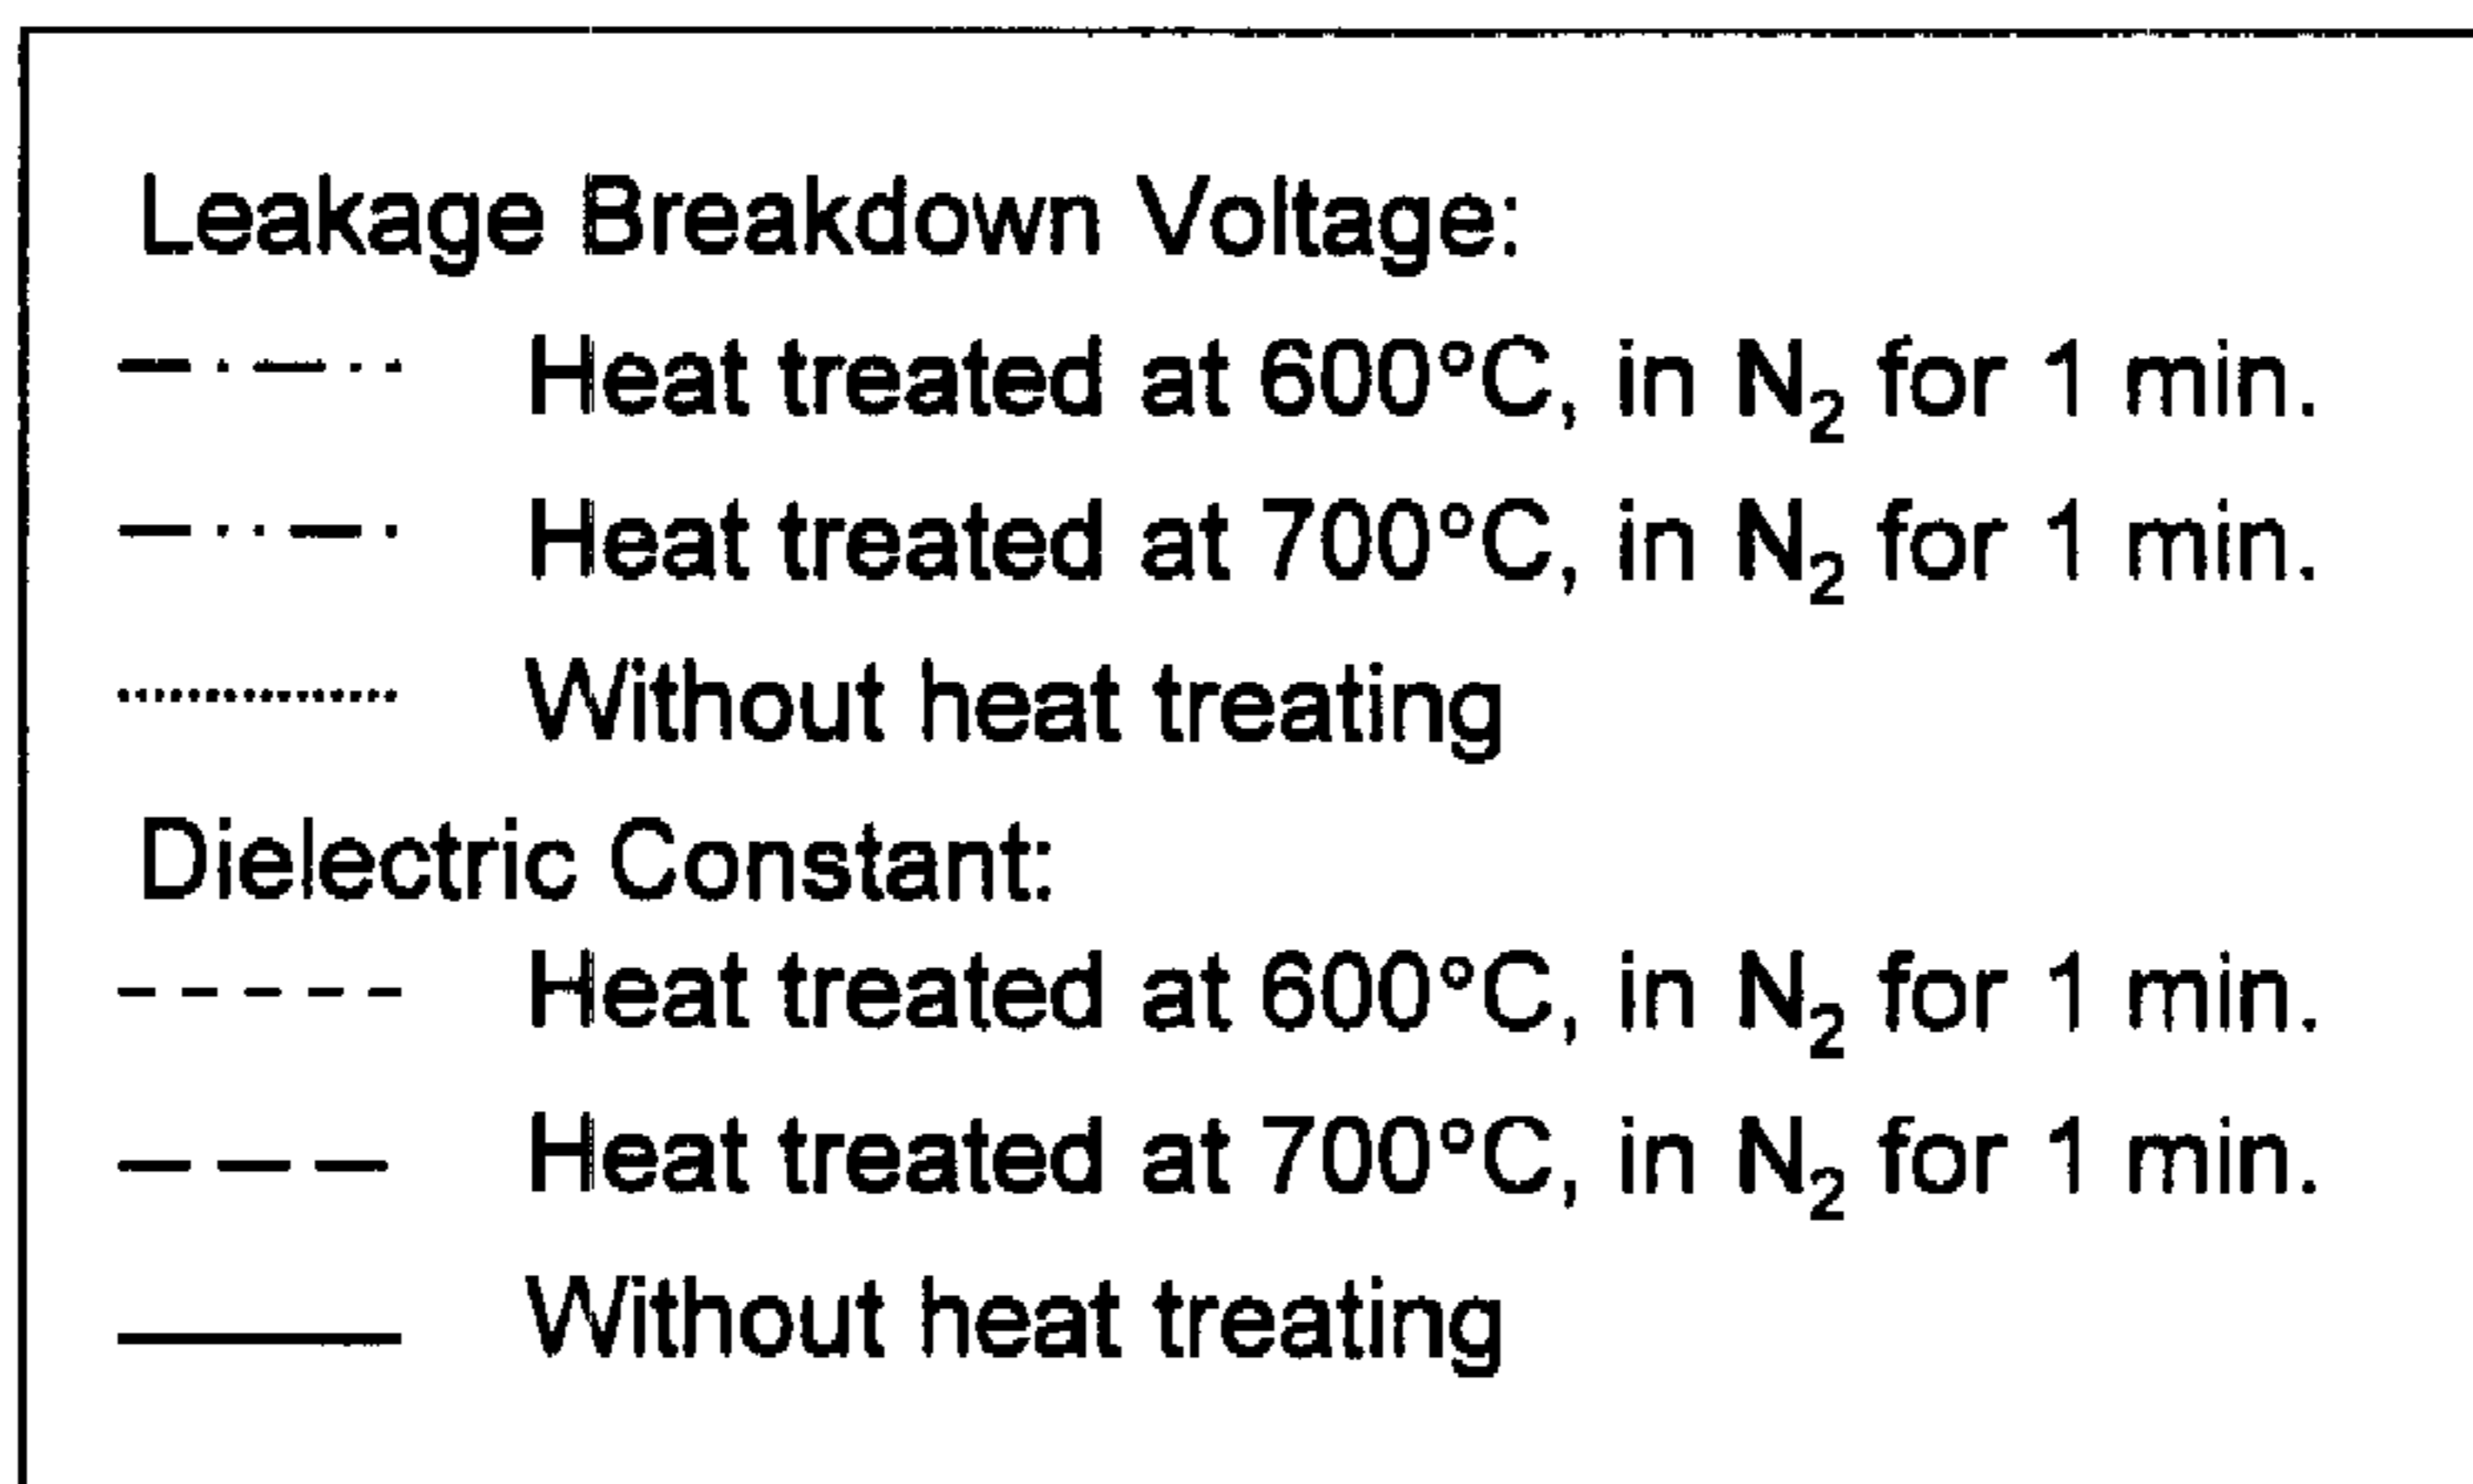 Leakage Breakdown Voltage:
Heat treated at 600°C, in N₂ for 1 min.
Heat treated at 700°C, in N₂ for 1 min.
Without heat treating
Dielectric Constant:
Heat treated at 600°C, in N₂ for 1 min.
Heat treated at 700°C, in N₂ for 1 min.
Without heat treating